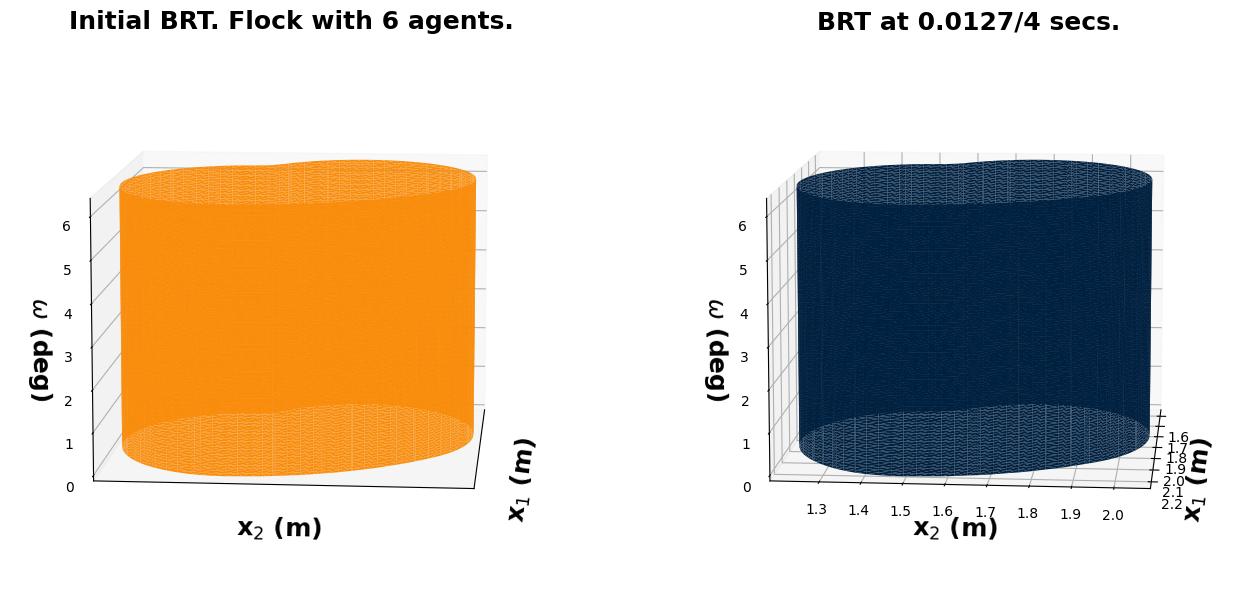 Initial BRT. Flock with 6 agents.
6
5
4
3
2
1
0
ω (deg)
x₂ (m)
x₁ (m)
BRT at 0.0127/4 secs.
6
5
4
3
2
1
0
ω (deg)
1.3 1.4 1.5 1.6 1.7 1.8 1.9 2.0
x₂ (m)
1.6
1.7
1.8
1.9
2.0
2.1
2.2
x₁ (m)